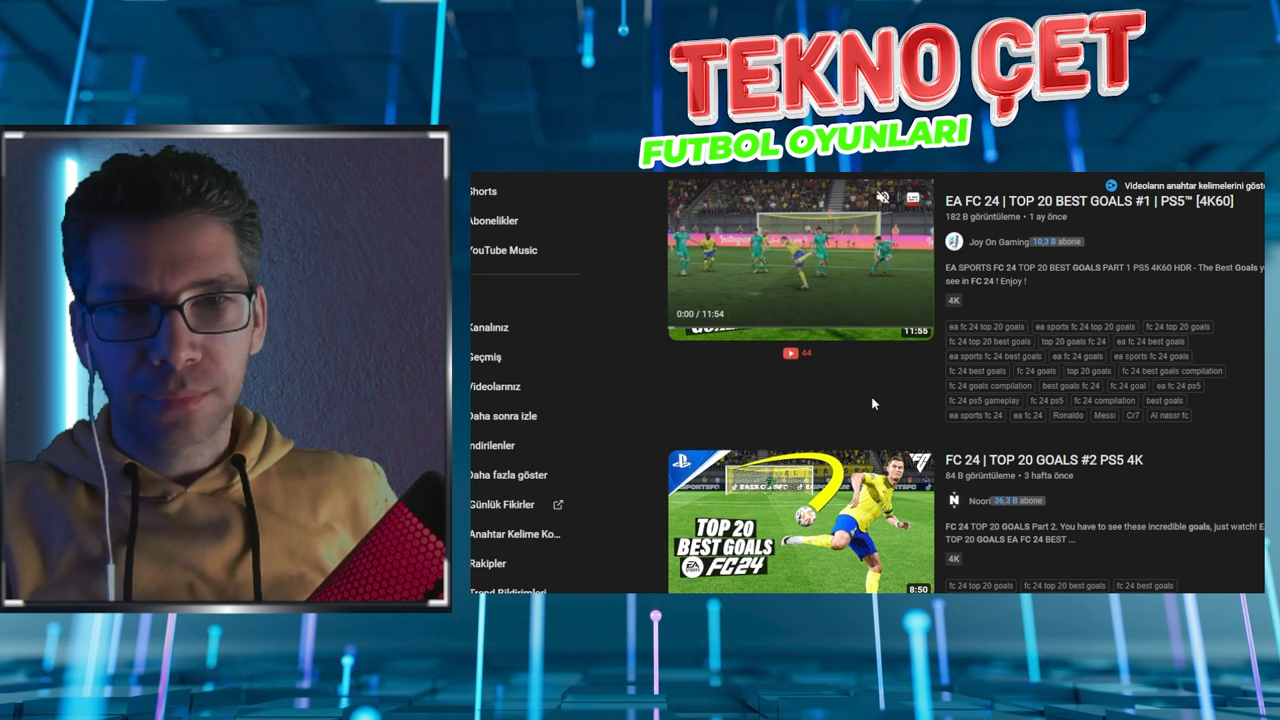 TEKNO ÇET
FUTBOL OYUNLARI
Shorts
Abonelikler
YouTube Music
Kanalınız
Geçmiş
Videolarınız
Daha sonra izle
İndirilenler
Daha fazla göster
Günlük Fikirler
Anahtar Kelime Ko...
Rakipler
Trend Bildirimleri
0:00 / 11:54
11:55
44
Videoların anahtar kelimelerini göst
EA FC 24 | TOP 20 BEST GOALS #1 | PS5™ [4K60]
182 B görüntüleme • 1 ay önce
Joy On Gaming 10,3 B abone
EA SPORTS FC 24 TOP 20 BEST GOALS PART 1 PS5 4K60 HDR - The Best Goals y
see in FC 24 ! Enjoy !
4K
ea fc 24 top 20 goals ea sports fc 24 top 20 goals fc 24 top 20 goals
fc 24 top 20 best goals top 20 goals fc 24 ea fc 24 best goals
ea sports fc 24 best goals ea fc 24 goals ea sports fc 24 goals
fc 24 best goals fc 24 goals top 20 goals fc 24 best goals compilation
fc 24 goals compilation best goals fc 24 fc 24 goal ea fc 24 ps5
fc 24 ps5 gameplay fc 24 ps5 fc 24 compilation best goals
ea sports fc 24 ea fc 24 Ronaldo Messi Cr7 Al nassr fc
TOP 20
BEST GOALS
EA SPORTS FC24
8:50
FC 24 | TOP 20 GOALS #2 PS5 4K
84 B görüntüleme • 3 hafta önce
Noori 36,3 B abone
FC 24 TOP 20 GOALS Part 2. You have to see these incredible goals, just watch! E
TOP 20 GOALS EA FC 24 BEST ...
4K
fc 24 top 20 goals fc 24 top 20 best goals fc 24 best goals